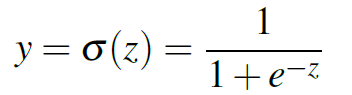 y = σ(z) = 1 / (1 + e^{−z})